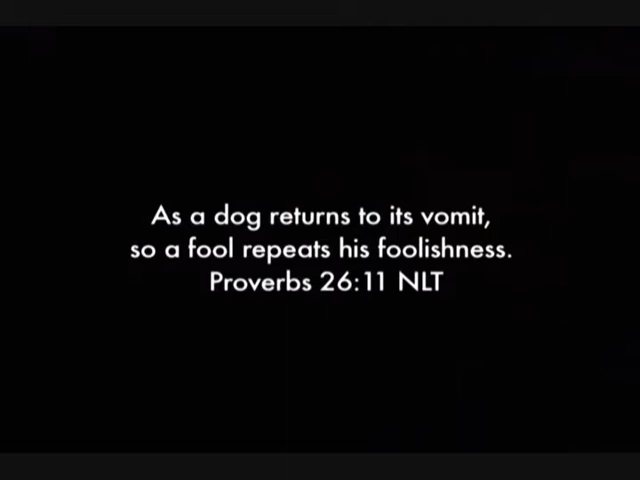 As a dog returns to its vomit,
so a fool repeats his foolishness.
Proverbs 26:11 NLT